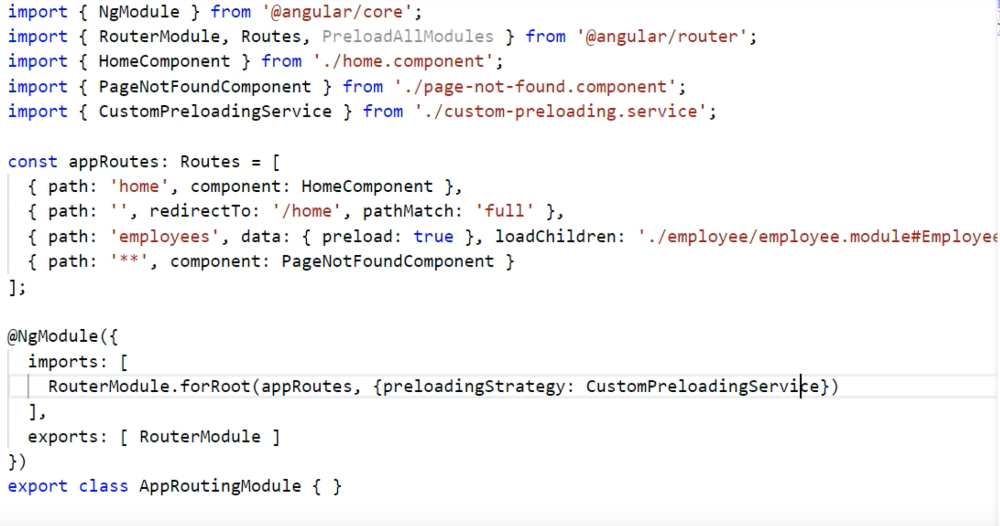 import { NgModule } from '@angular/core';
import { RouterModule, Routes, PreloadAllModules } from '@angular/router';
import { HomeComponent } from './home.component';
import { PageNotFoundComponent } from './page-not-found.component';
import { CustomPreloadingService } from './custom-preloading.service';

const appRoutes: Routes = [
  { path: 'home', component: HomeComponent },
  { path: '', redirectTo: '/home', pathMatch: 'full' },
  { path: 'employees', data: { preload: true }, loadChildren: './employee/employee.module#Employee
  { path: '**', component: PageNotFoundComponent }
];

@NgModule({
  imports: [
    RouterModule.forRoot(appRoutes, {preloadingStrategy: CustomPreloadingService})
  ],
  exports: [ RouterModule ]
})
export class AppRoutingModule { }